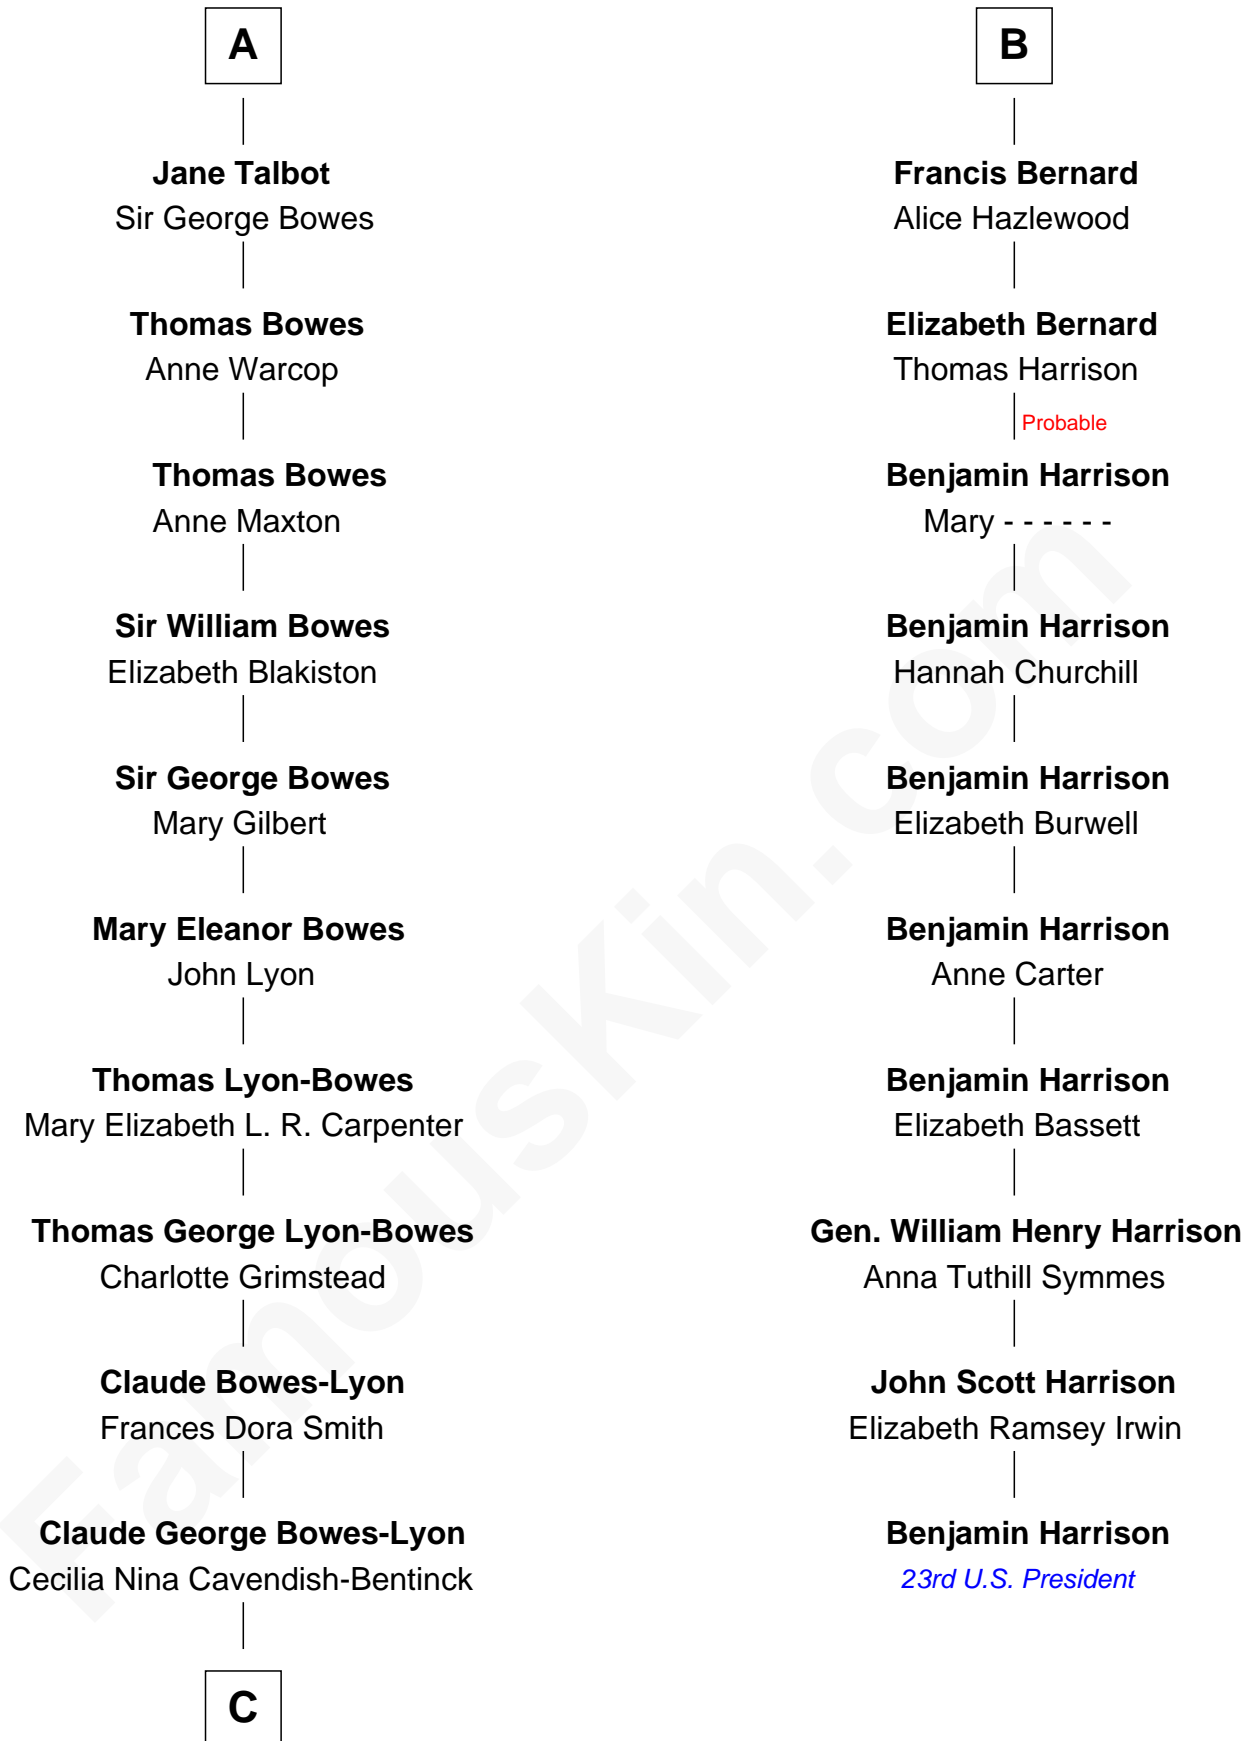 A
Jane Talbot
Sir George Bowes
Thomas Bowes
Anne Warcop
Thomas Bowes
Anne Maxton
Sir William Bowes
Elizabeth Blakiston
Sir George Bowes
Mary Gilbert
Mary Eleanor Bowes
John Lyon
Thomas Lyon-Bowes
Mary Elizabeth L. R. Carpenter
Thomas George Lyon-Bowes
Charlotte Grimstead
Claude Bowes-Lyon
Frances Dora Smith
Claude George Bowes-Lyon
Cecilia Nina Cavendish-Bentinck
C
B
Francis Bernard
Alice Hazlewood
Elizabeth Bernard
Thomas Harrison
Probable
Benjamin Harrison
Mary - - - - - -
Benjamin Harrison
Hannah Churchill
Benjamin Harrison
Elizabeth Burwell
Benjamin Harrison
Anne Carter
Benjamin Harrison
Elizabeth Bassett
Gen. William Henry Harrison
Anna Tuthill Symmes
John Scott Harrison
Elizabeth Ramsey Irwin
Benjamin Harrison
23rd U.S. President
FamousKin.com